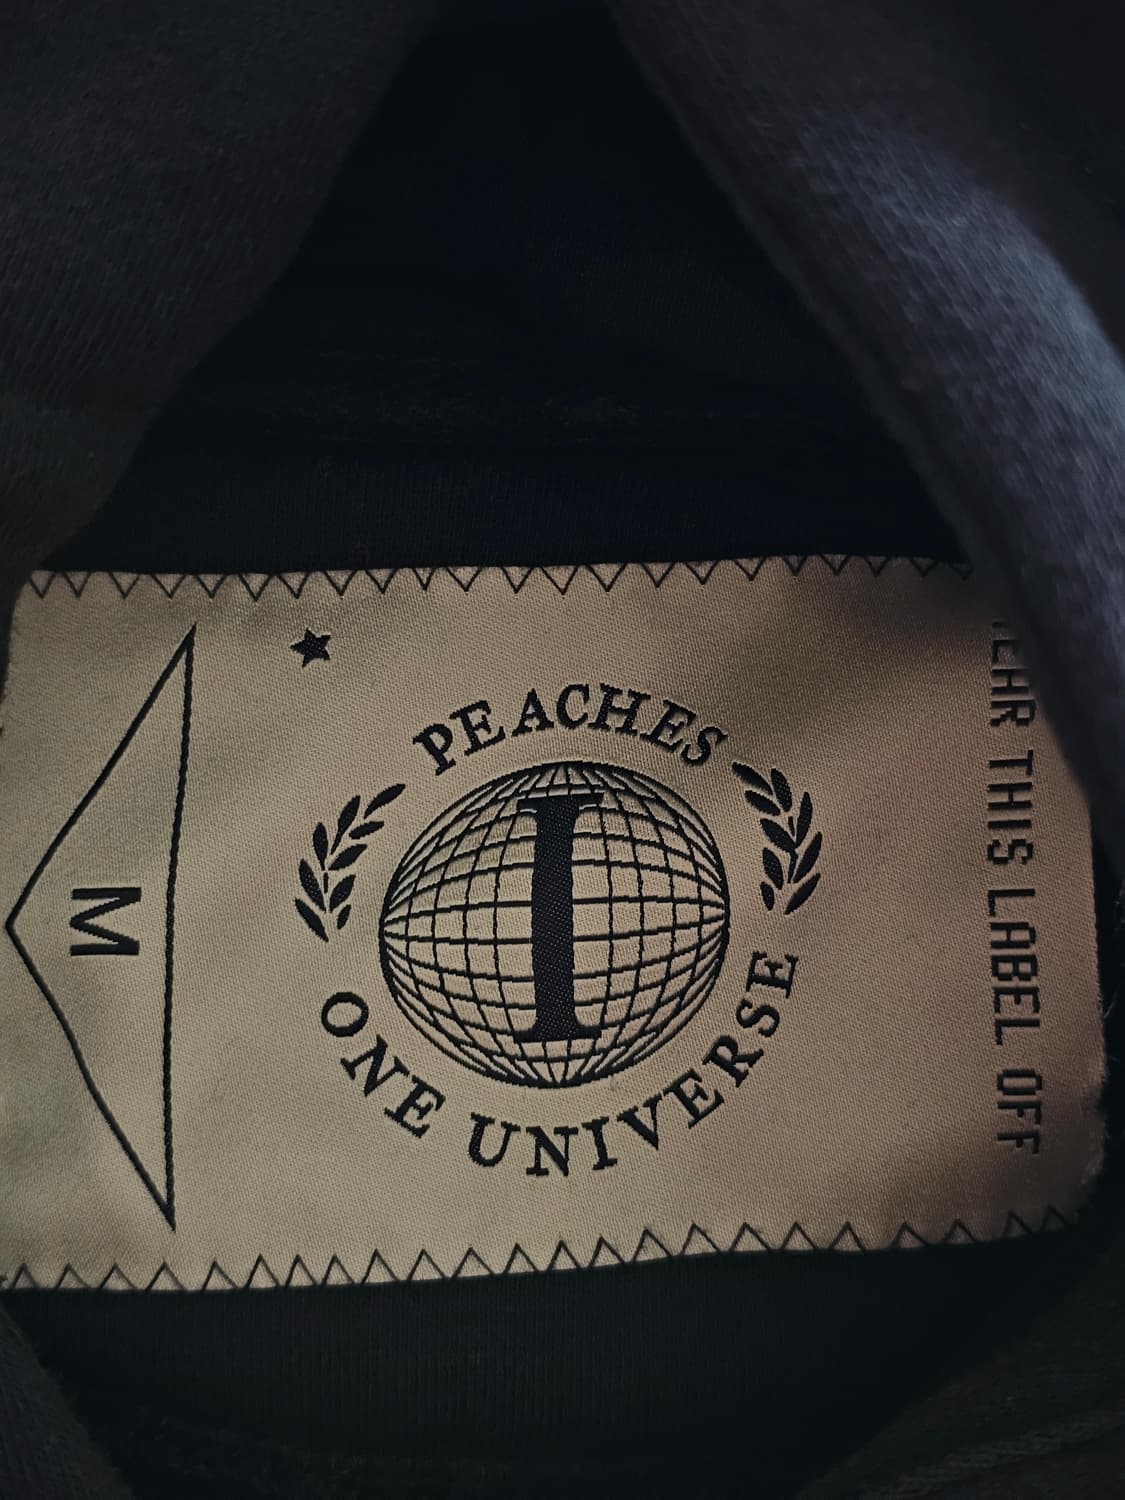 PEACHES
I
ONE UNIVERSE
M
THIS LABEL OFF